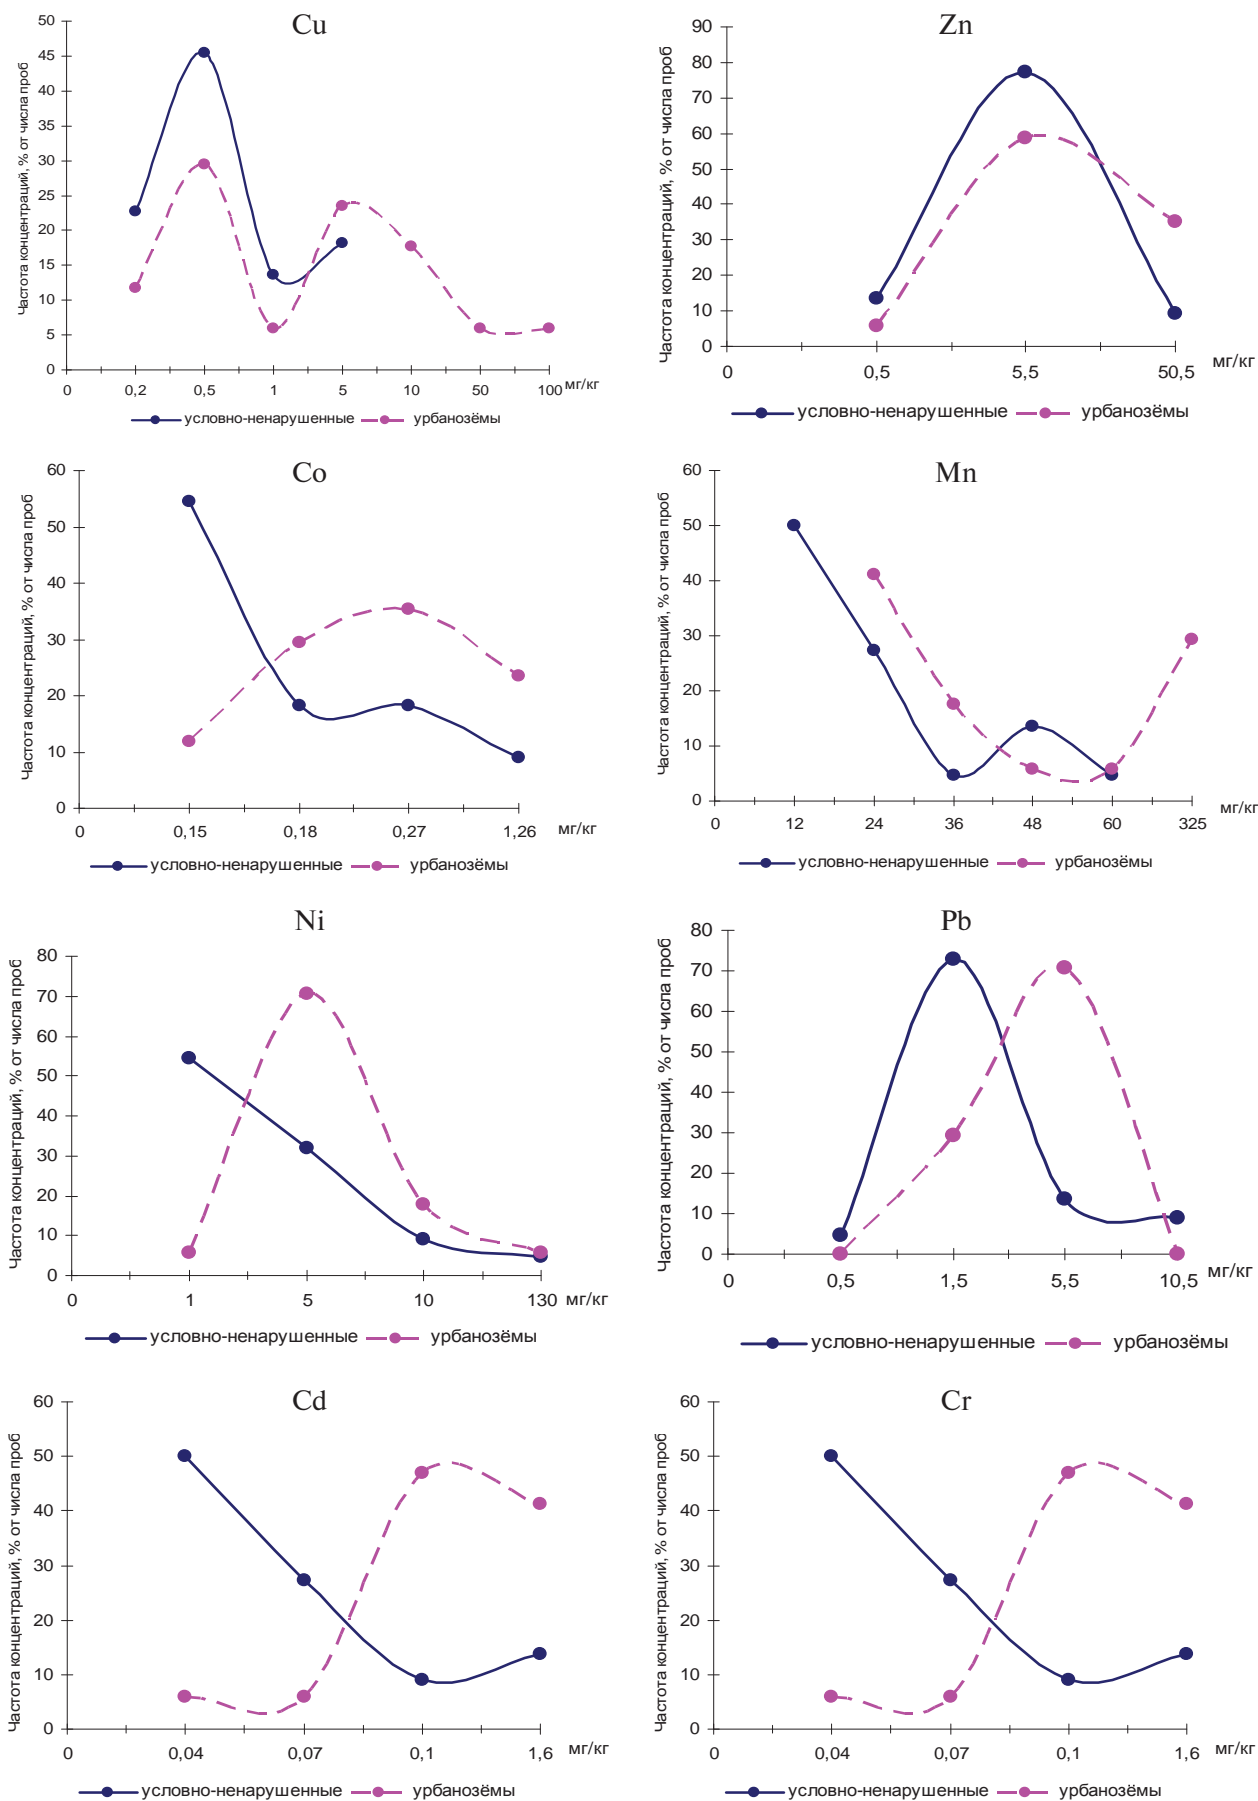 Cu
Частота концентраций, % от числа проб
50
45
40
35
30
25
20
15
10
5
0
0 0,2 0,5 1 5 10 50 100 мг/кг
условно-ненарушенные урбанозёмы
Zn
Частота концентраций, % от числа проб
90
80
70
60
50
40
30
20
10
0
0 0,5 5,5 50,5 мг/кг
условно-ненарушенные урбанозёмы
Co
Частота концентраций, % от числа проб
60
50
40
30
20
10
0
0 0,15 0,18 0,27 1,26 мг/кг
условно-ненарушенные урбанозёмы
Mn
Частота концентраций, % от числа проб
60
50
40
30
20
10
0
0 12 24 36 48 60 325 мг/кг
условно-ненарушенные урбанозёмы
Ni
Частота концентраций, % от числа проб
80
70
60
50
40
30
20
10
0
0 1 5 10 130 мг/кг
условно-ненарушенные урбанозёмы
Pb
Частота концентраций, % от числа проб
80
70
60
50
40
30
20
10
0
0 0,5 1,5 5,5 10,5 мг/кг
условно-ненарушенные урбанозёмы
Cd
Частота концентраций, % от числа проб
60
50
40
30
20
10
0
0 0,04 0,07 0,1 1,6 мг/кг
условно-ненарушенные урбанозёмы
Cr
Частота концентраций, % от числа проб
60
50
40
30
20
10
0
0 0,04 0,07 0,1 1,6 мг/кг
условно-ненарушенные урбанозёмы